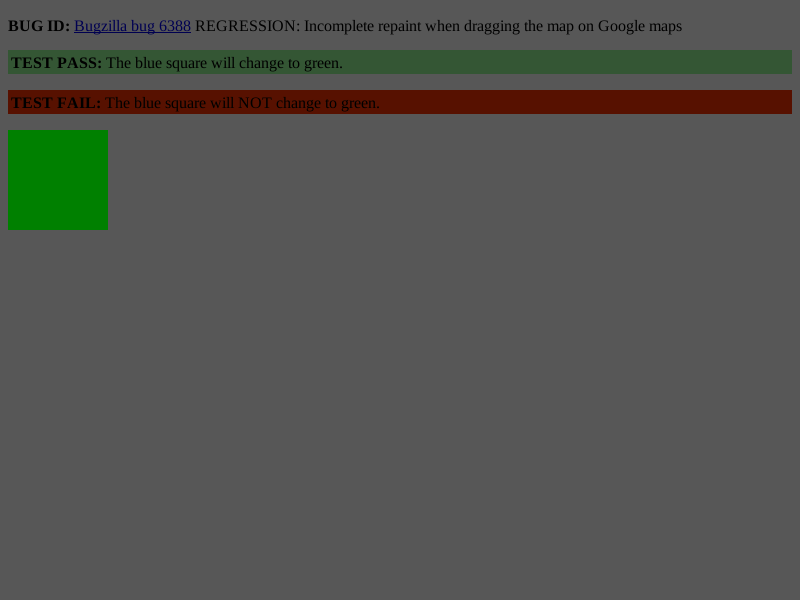 BUG ID: Bugzilla bug 6388 REGRESSION: Incomplete repaint when dragging the map on Google maps
TEST PASS: The blue square will change to green.
TEST FAIL: The blue square will NOT change to green.